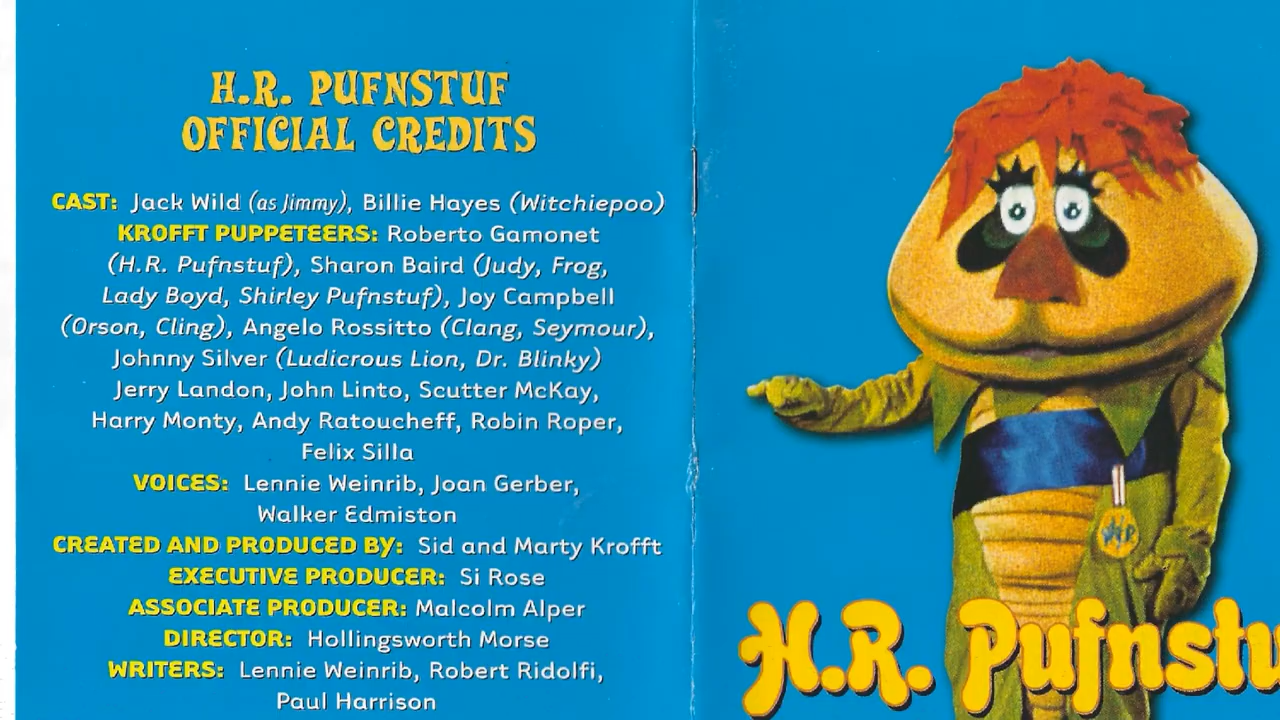 H.R. PUFNSTUF
OFFICIAL CREDITS
CAST: Jack Wild (as Jimmy), Billie Hayes (Witchiepoo)
KROFFT PUPPETEERS: Roberto Gamonet
(H.R. Pufnstuf), Sharon Baird (Judy, Frog,
Lady Boyd, Shirley Pufnstuf), Joy Campbell
(Orson, Cling), Angelo Rossitto (Clang, Seymour),
Johnny Silver (Ludicrous Lion, Dr. Blinky)
Jerry Landon, John Linto, Scutter McKay,
Harry Monty, Andy Ratoucheff, Robin Roper,
Felix Silla
VOICES: Lennie Weinrib, Joan Gerber,
Walker Edmiston
CREATED AND PRODUCED BY: Sid and Marty Krofft
EXECUTIVE PRODUCER: Si Rose
ASSOCIATE PRODUCER: Malcolm Alper
DIRECTOR: Hollingsworth Morse
WRITERS: Lennie Weinrib, Robert Ridolfi,
Paul Harrison
H.R. Pufnstu